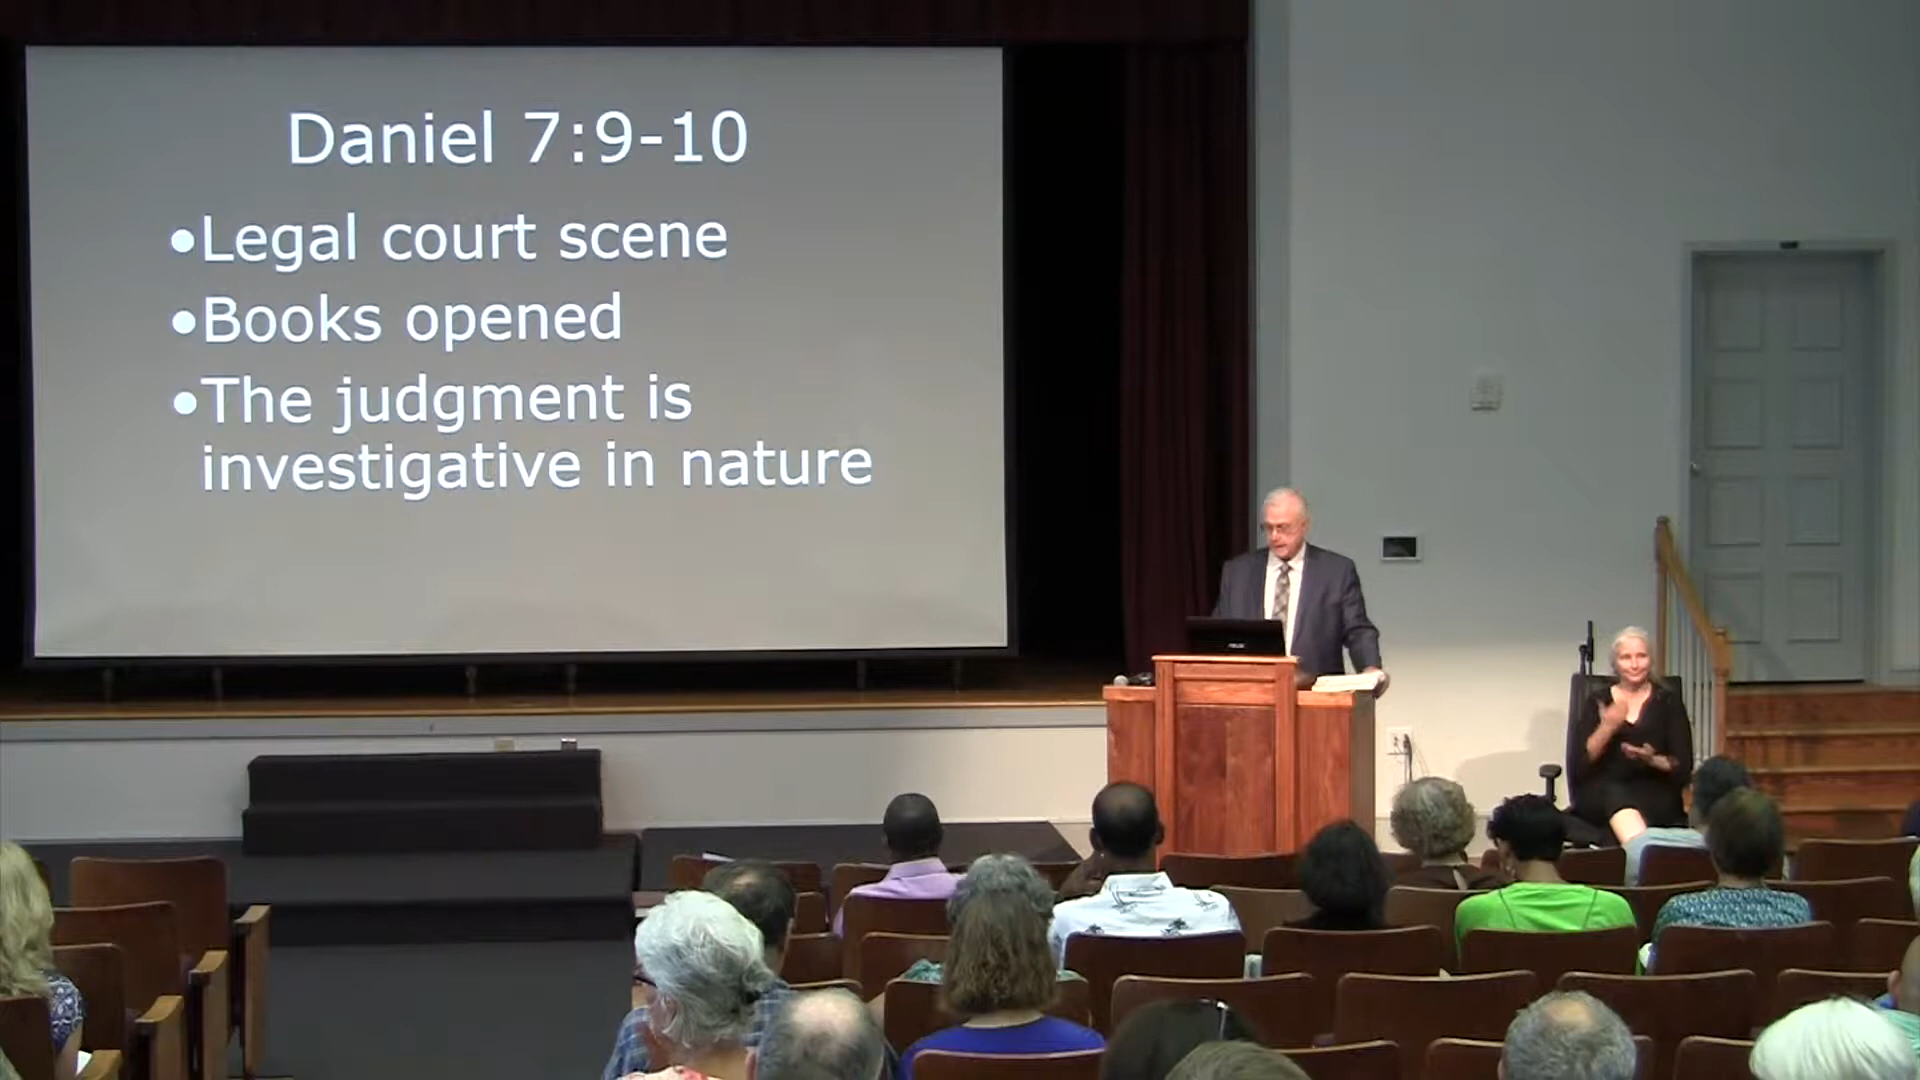 Daniel 7:9-10
•Legal court scene
•Books opened
•The judgment is
investigative in nature